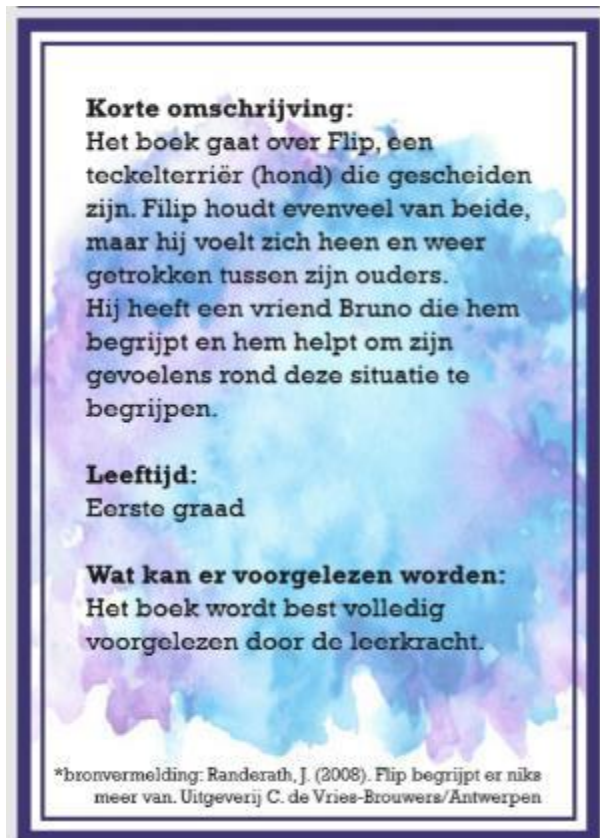 Korte omschrijving:
Het boek gaat over Flip, een
teckelterriër (hond) die gescheiden
zijn. Filip houdt evenveel van beide,
maar hij voelt zich heen en weer
getrokken tussen zijn ouders.
Hij heeft een vriend Bruno die hem
begrijpt en hem helpt om zijn
gevoelens rond deze situatie te
begrijpen.
Leeftijd:
Eerste graad
Wat kan er voorgelezen worden:
Het boek wordt best volledig
voorgelezen door de leerkracht.
*bronvermelding: Randerath, J. (2008). Flip begrijpt er niks
meer van. Uitgeverij C. de Vries-Brouwers/Antwerpen